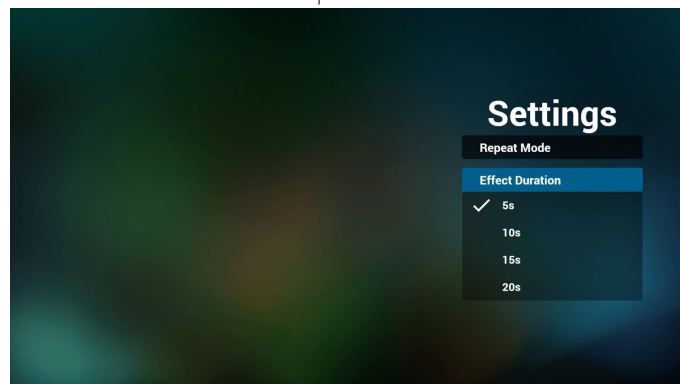 Settings
Repeat Mode
Effect Duration
5s
10s
15s
20s